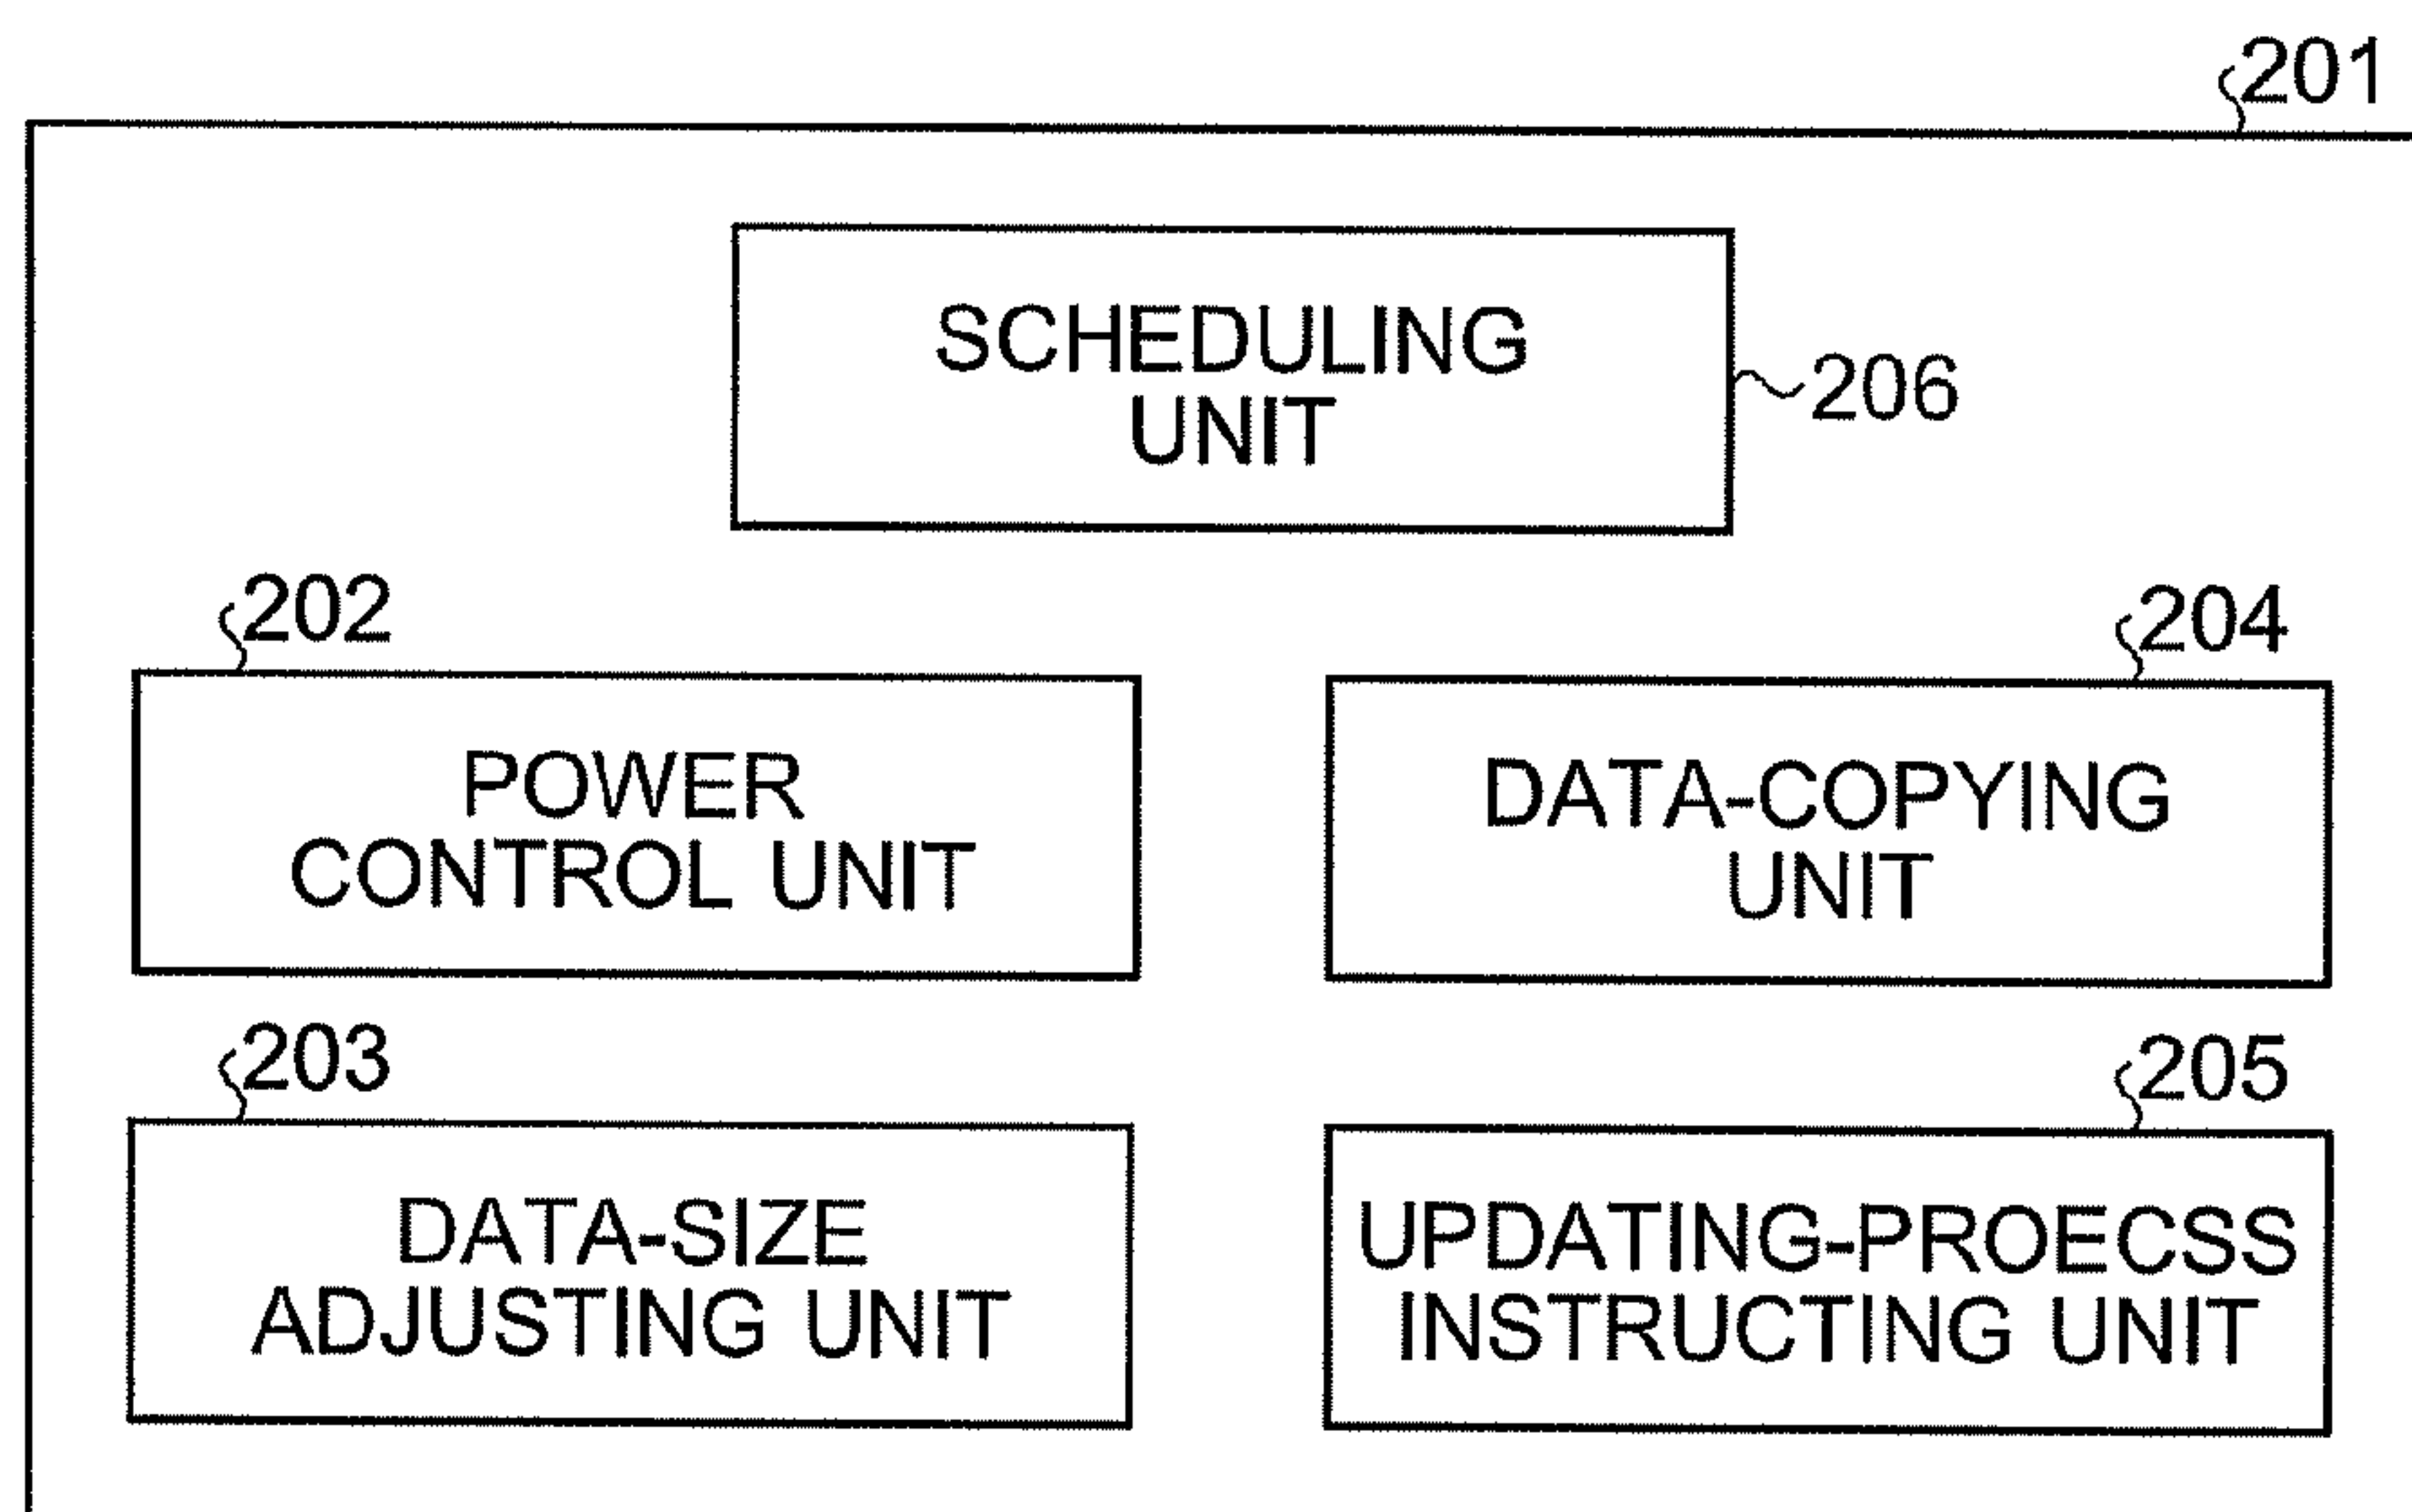 201
SCHEDULING
UNIT
206
202
POWER
CONTROL UNIT
204
DATA-COPYING
UNIT
203
DATA-SIZE
ADJUSTING UNIT
205
UPDATING-PROECSS
INSTRUCTING UNIT